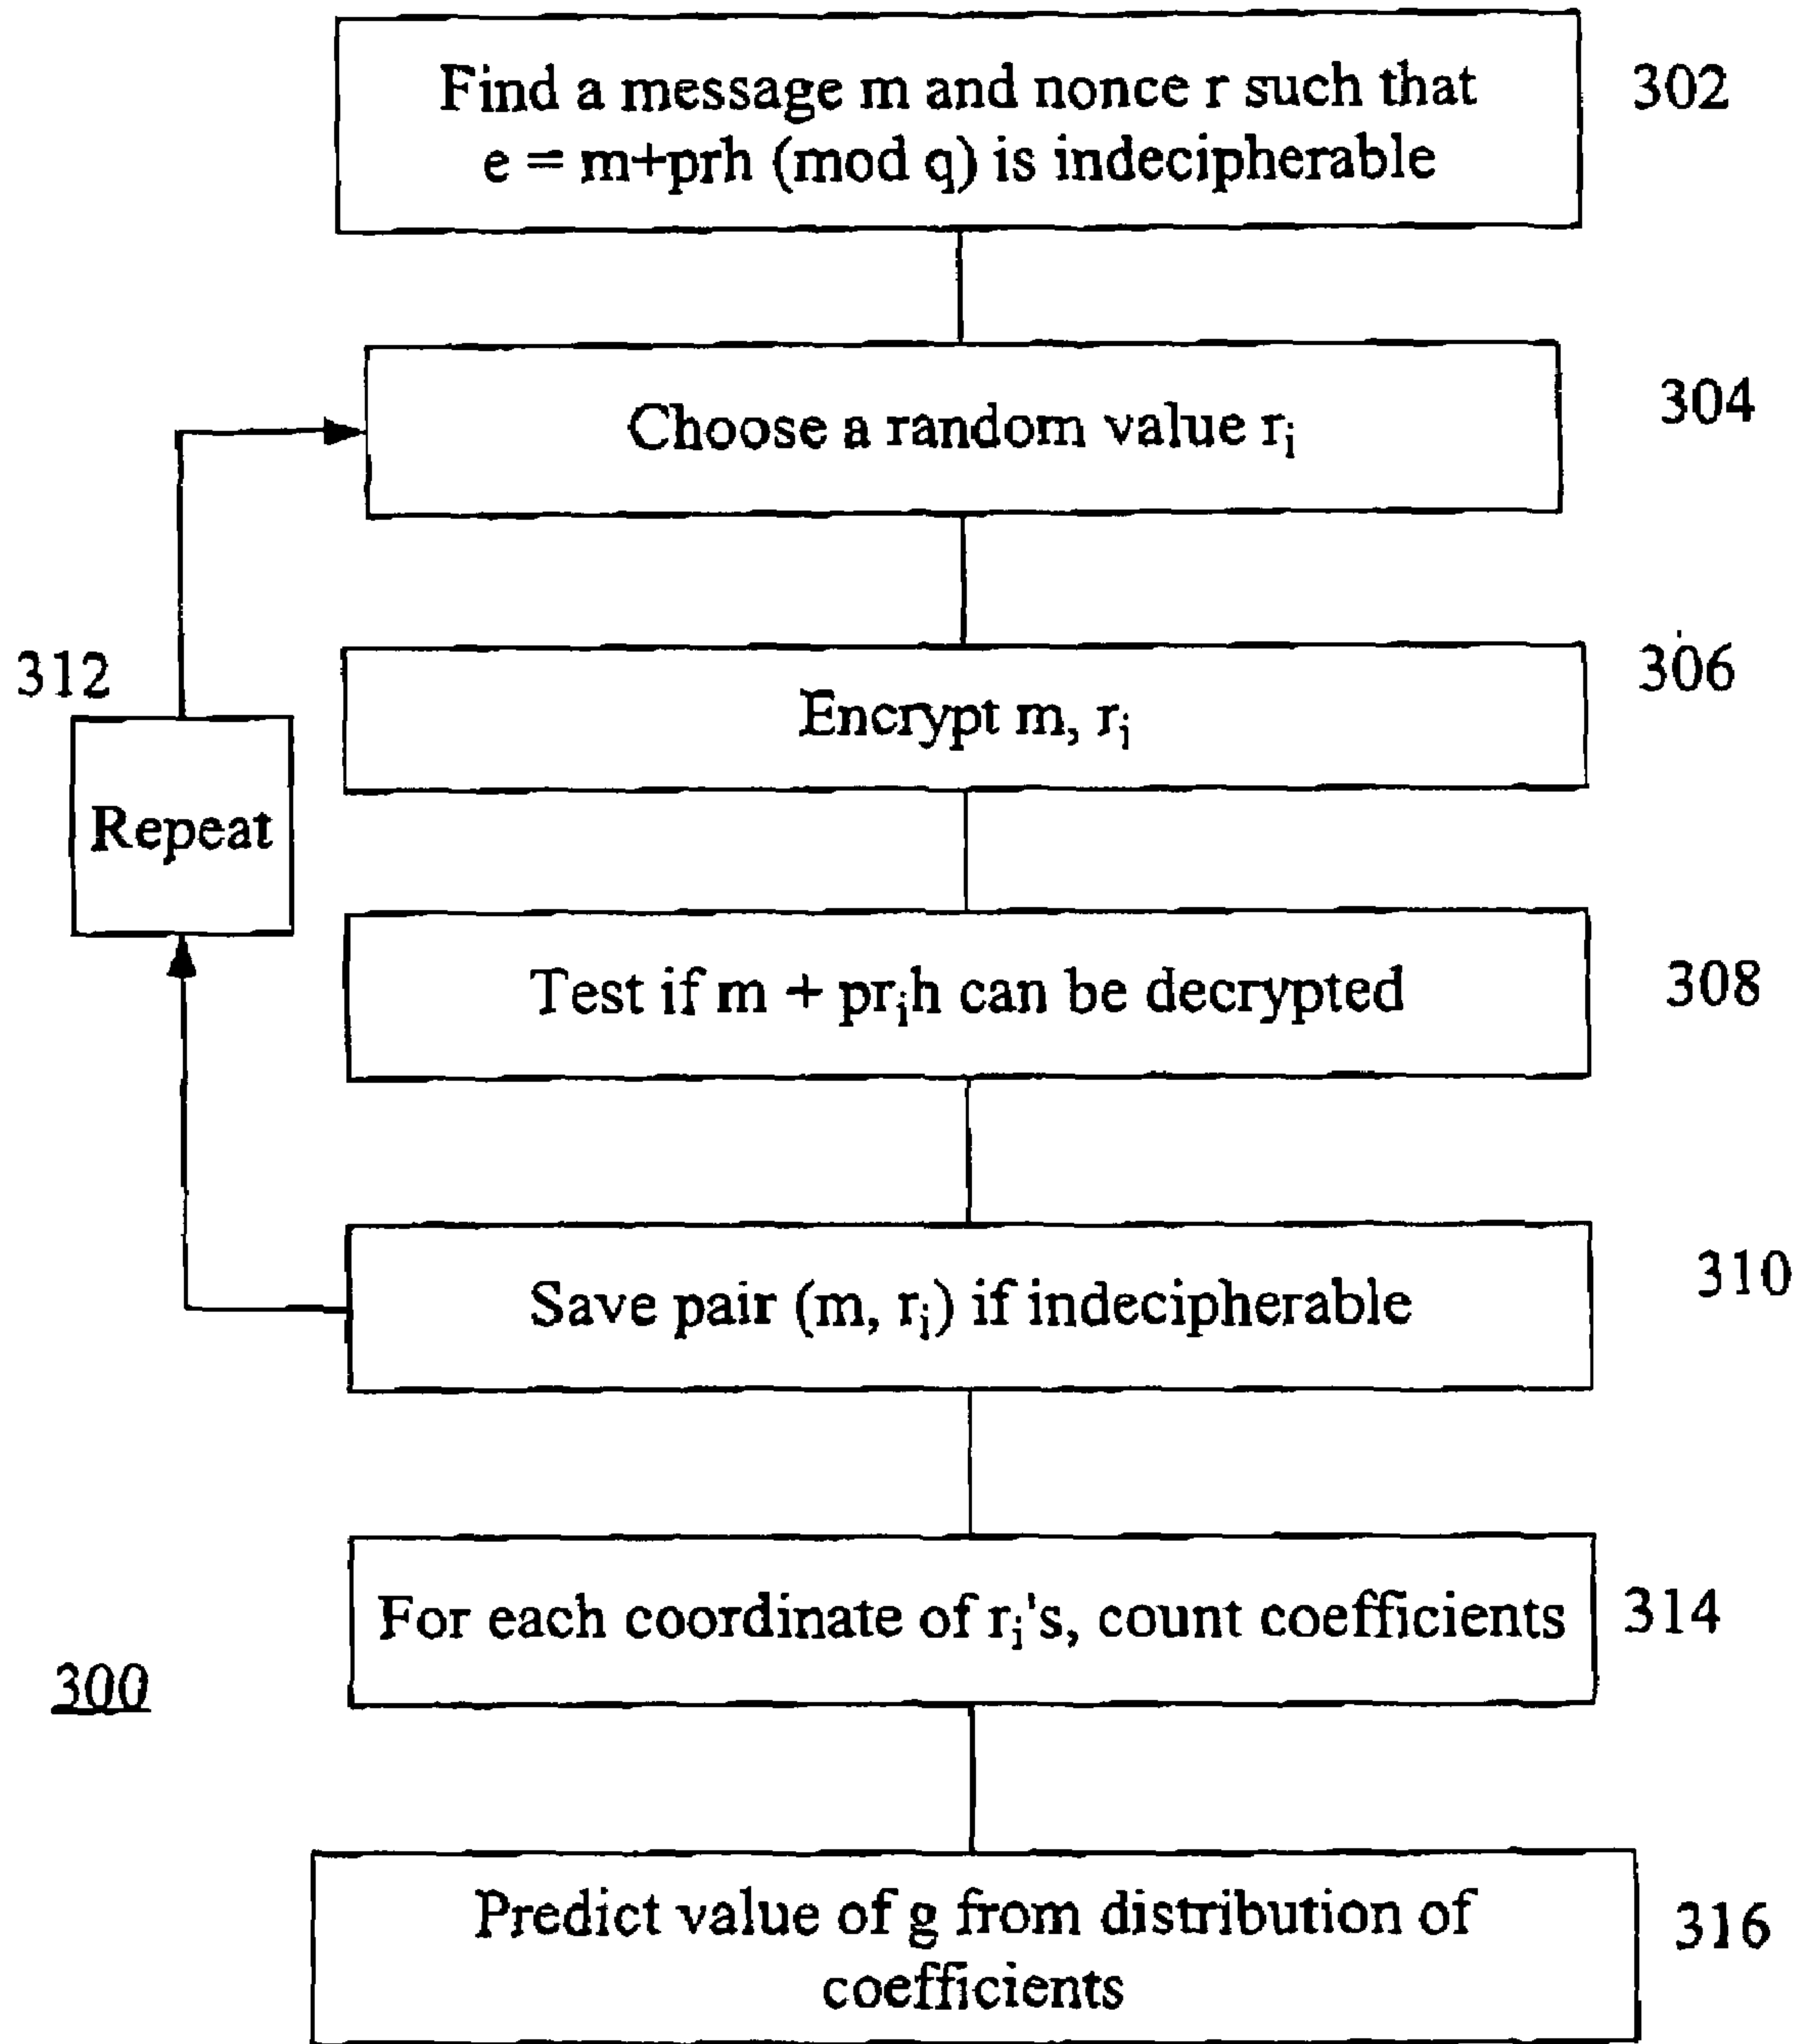 Find a message m and nonce r such that
e = m+prh (mod q) is indecipherable
302
Choose a random value rᵢ
304
312
Repeat
Encrypt m, rᵢ
306
Test if m + prᵢh can be decrypted
308
Save pair (m, rᵢ) if indecipherable
310
For each coordinate of rᵢ's, count coefficients
314
300
Predict value of g from distribution of
coefficients
316